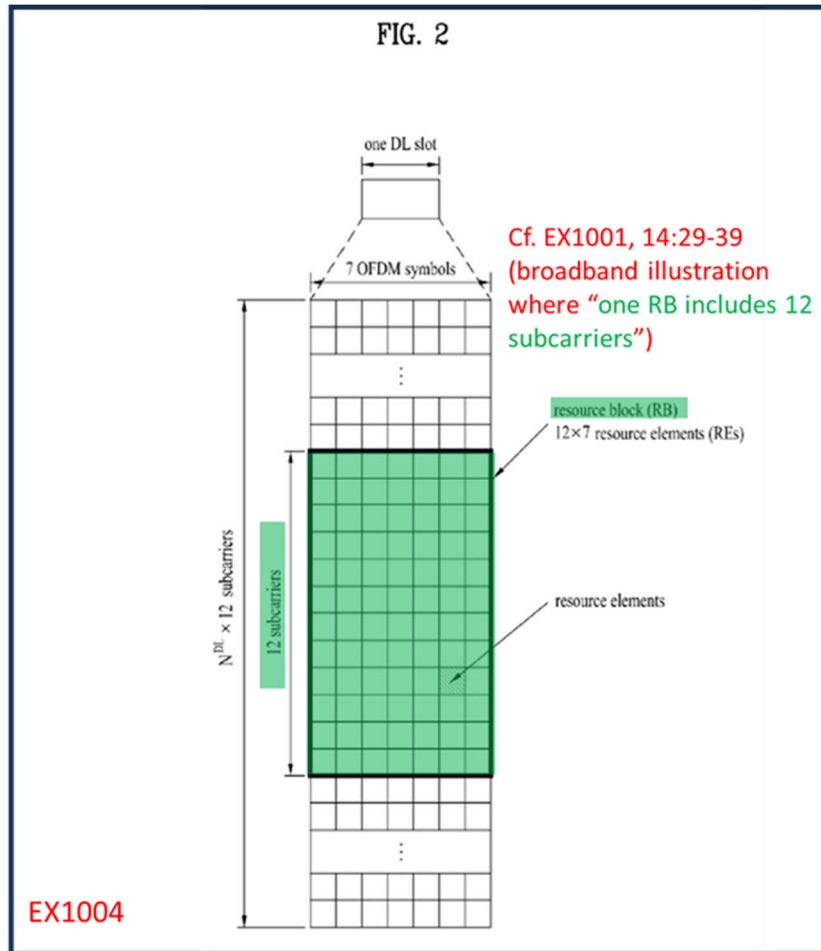 FIG. 2
one DL slot
7 OFDM symbols
Cf. EX1001, 14:29-39
(broadband illustration
where “one RB includes 12
subcarriers”)
resource block (RB)
12×7 resource elements (REs)
N^DL × 12 subcarriers
12 subcarriers
resource elements
EX1004